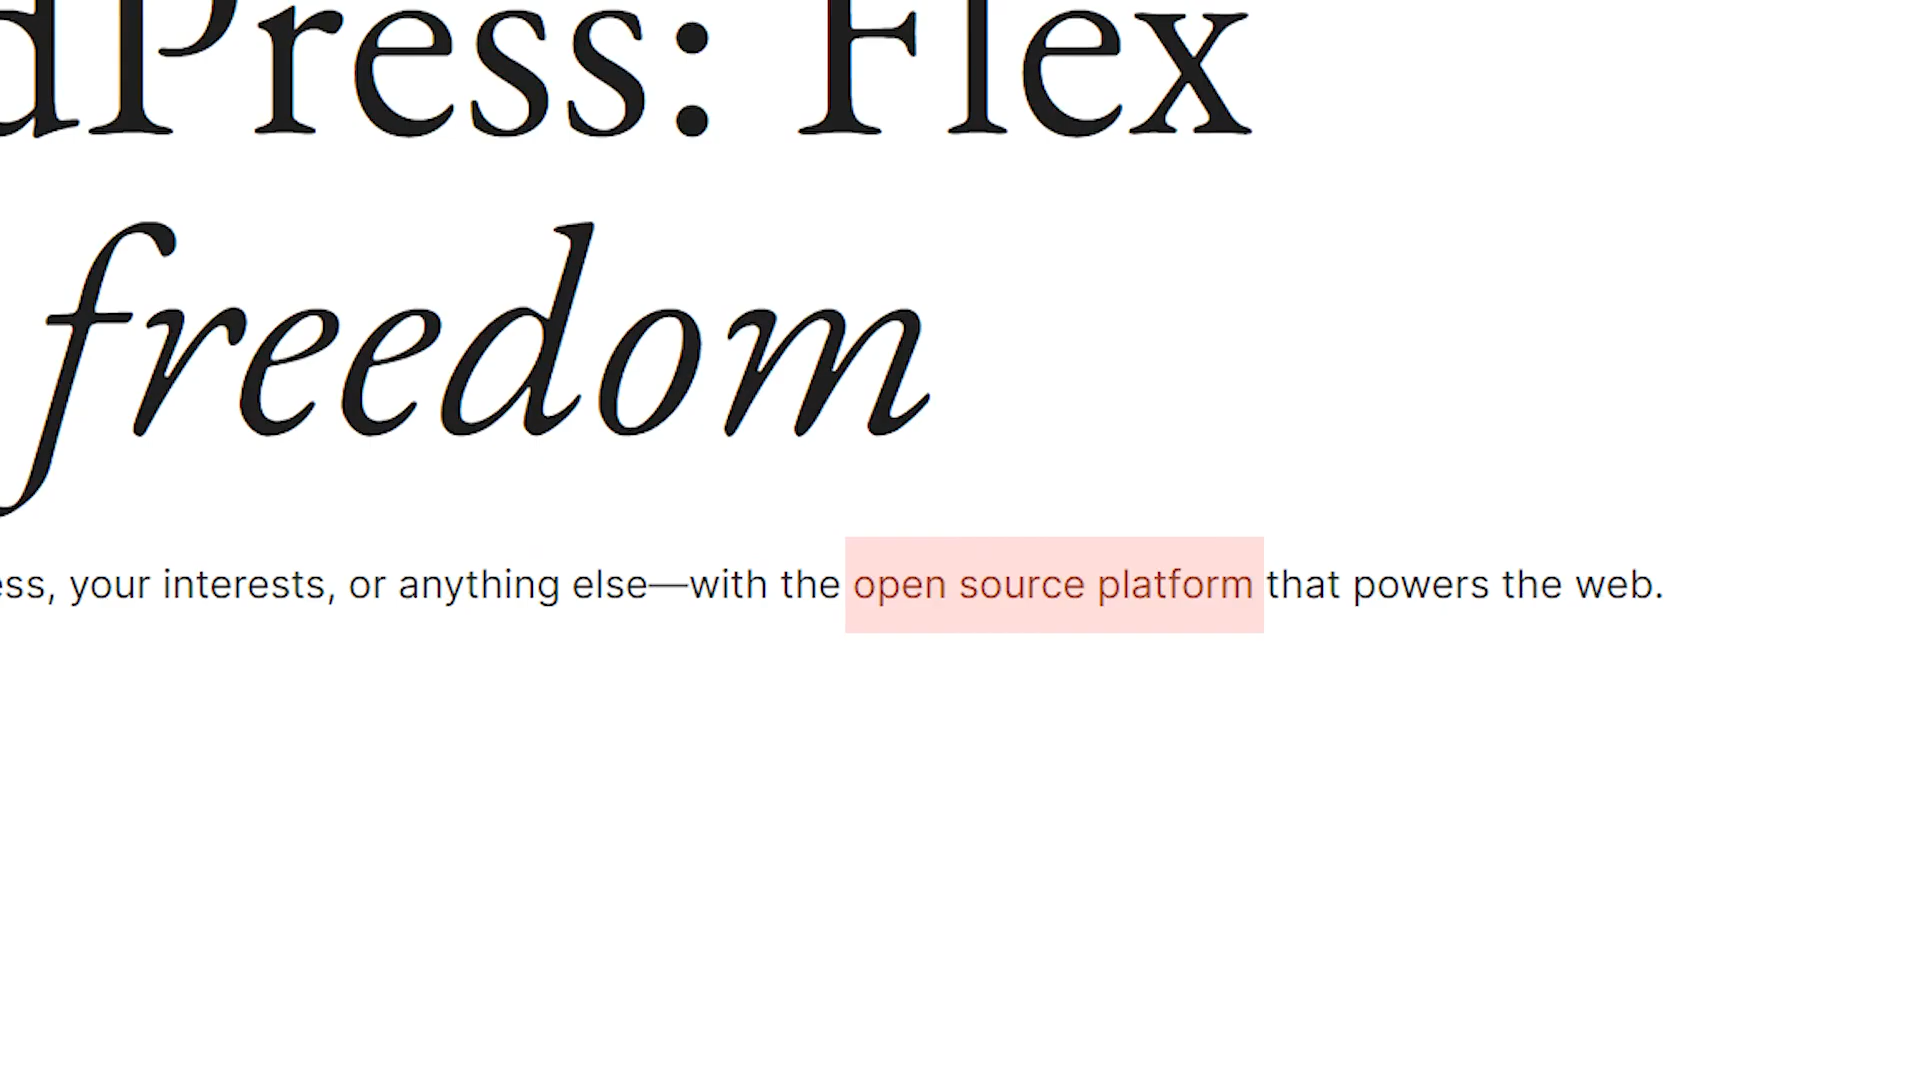 dPress: Flex
freedom
ess, your interests, or anything else—with the open source platform that powers the web.